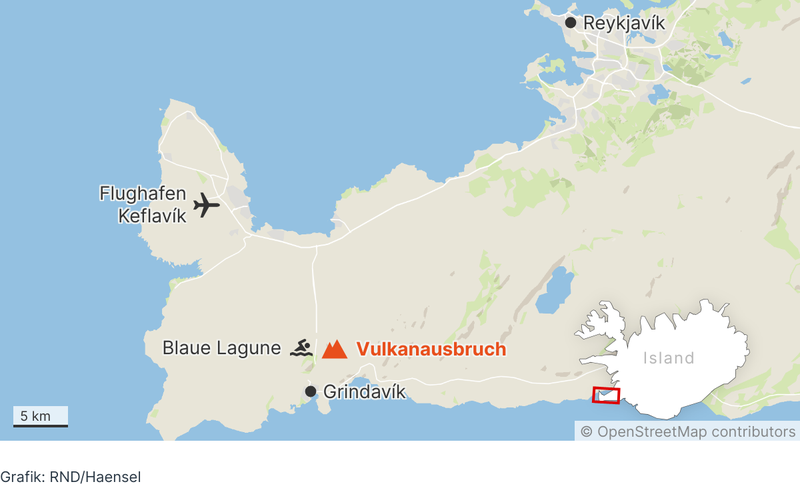 Reykjavík
Flughafen
Keflavík
Blaue Lagune
Vulkanausbruch
Island
Grindavík
5 km
© OpenStreetMap contributors
Grafik: RND/Haensel